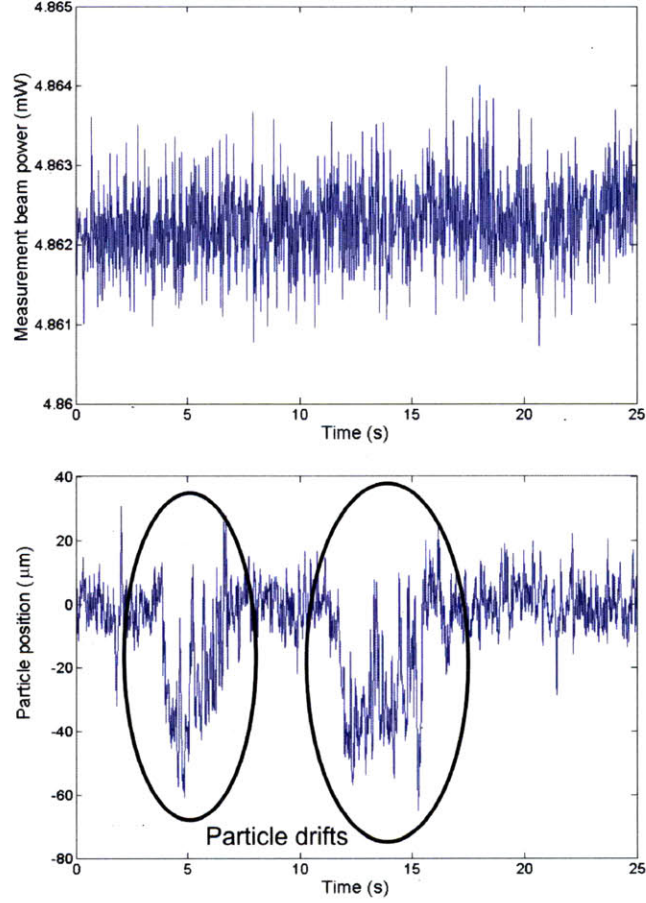 4.865
4.864
4.863
4.862
4.861
4.86
Measurement beam power (mW)
0 5 10 15 20 25
Time (s)
40
20
0
-20
-40
-60
-80
Particle position (μm)
Particle drifts
0 5 10 15 20 25
Time (s)